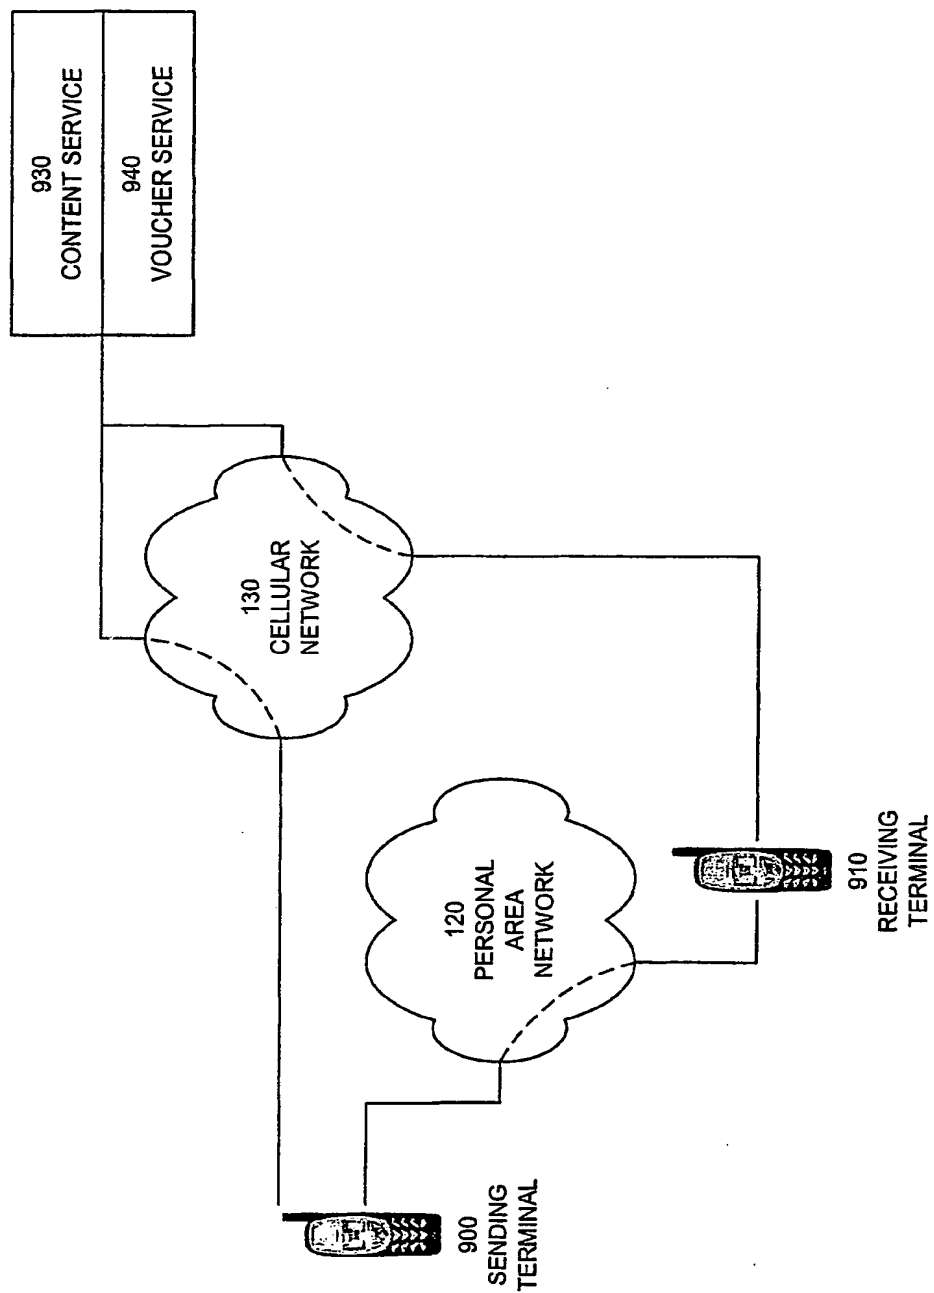 930
CONTENT SERVICE
940
VOUCHER SERVICE
130
CELLULAR
NETWORK
120
PERSONAL
AREA
NETWORK
900
SENDING
TERMINAL
910
RECEIVING
TERMINAL